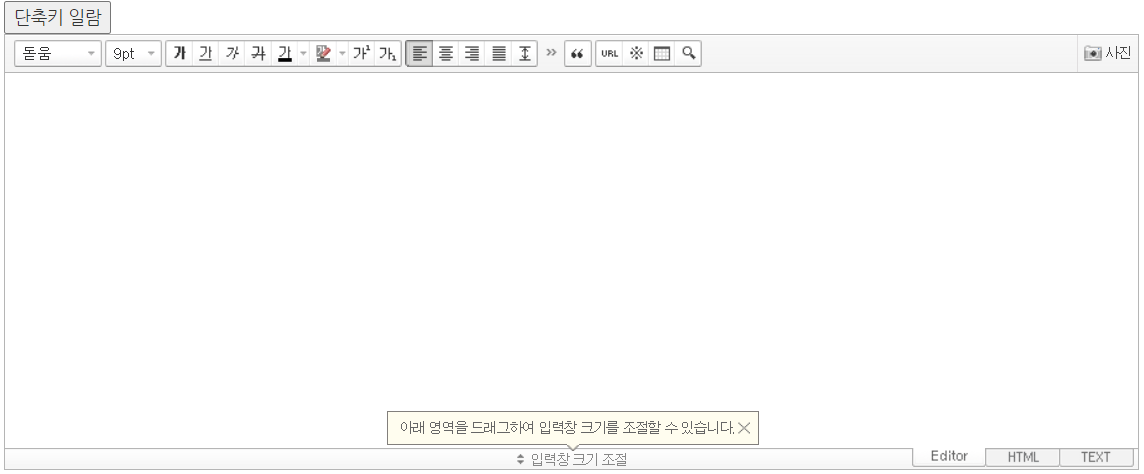 단축키 일람
돋움 9pt 가 가 가 가 가 가¹ 가₁ » URL ※ 사진
아래 영역을 드래그하여 입력창 크기를 조절할 수 있습니다.
입력창 크기 조절 Editor HTML TEXT